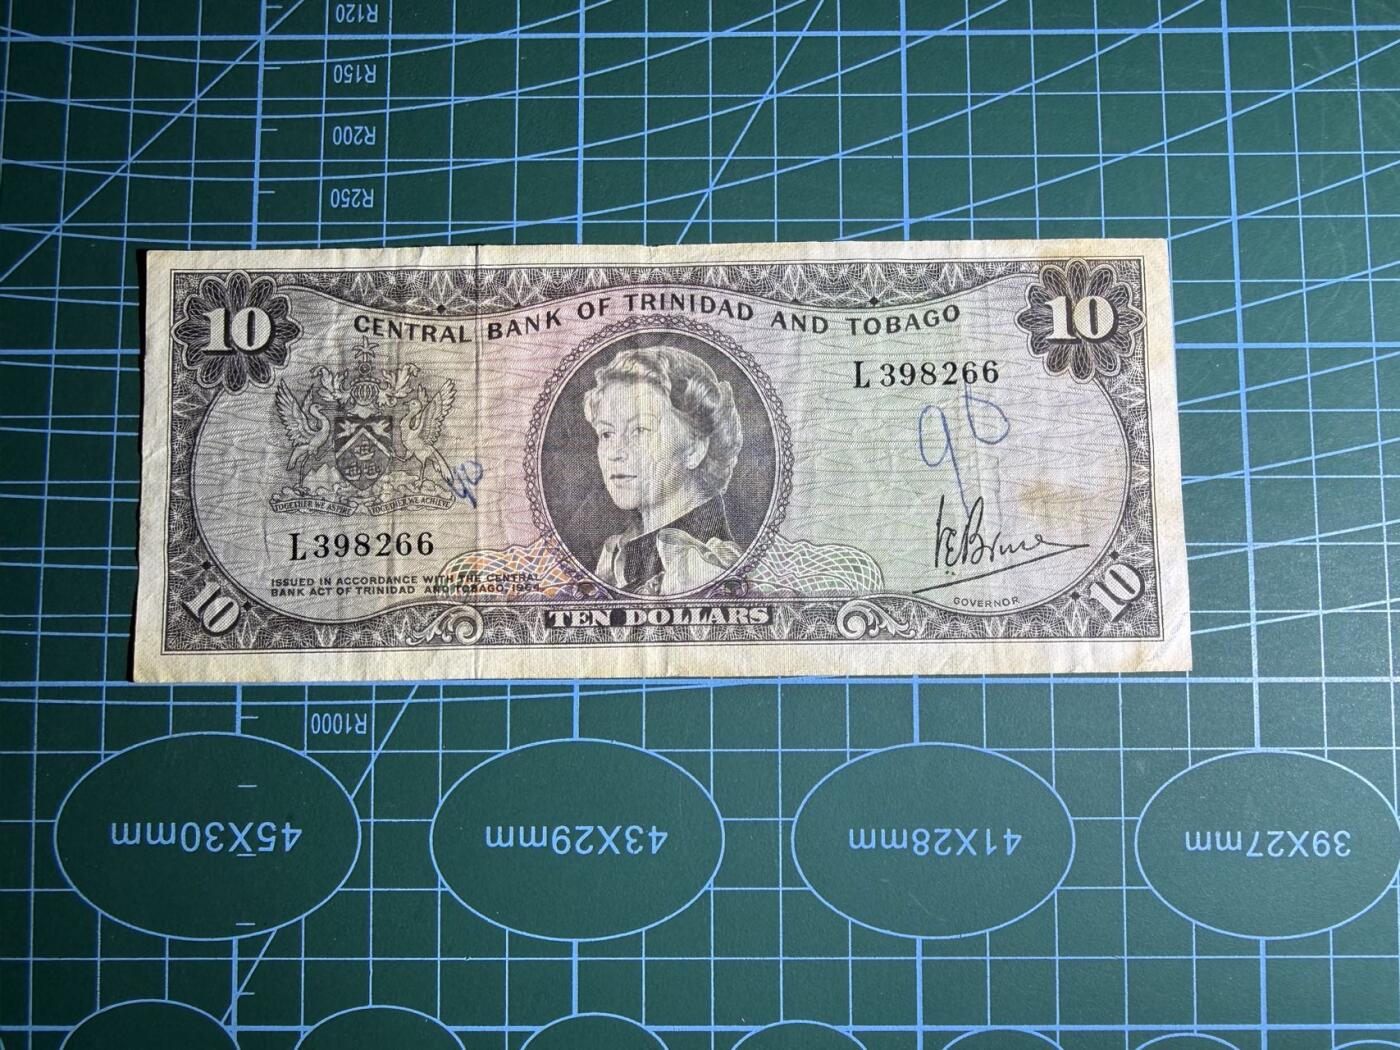 R120
R150
R200
R250
10
10
CENTRAL BANK OF TRINIDAD AND TOBAGO
L 398266
90
90
TOGETHER WE ASPIRE TOGETHER WE ACHIEVE
L 398266
ISSUED IN ACCORDANCE WITH THE CENTRAL
BANK ACT OF TRINIDAD AND TOBAGO, 1964.
GOVERNOR
10
TEN DOLLARS
10
R1000
45X30mm
43X29mm
41X28mm
39X27mm